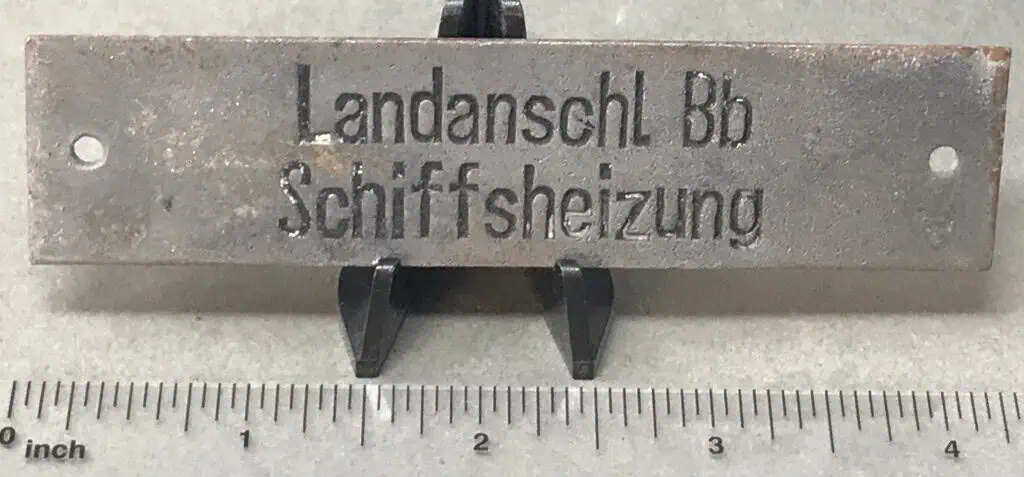 Landanschl Bb
Schiffsheizung
0 inch 1 2 3 4